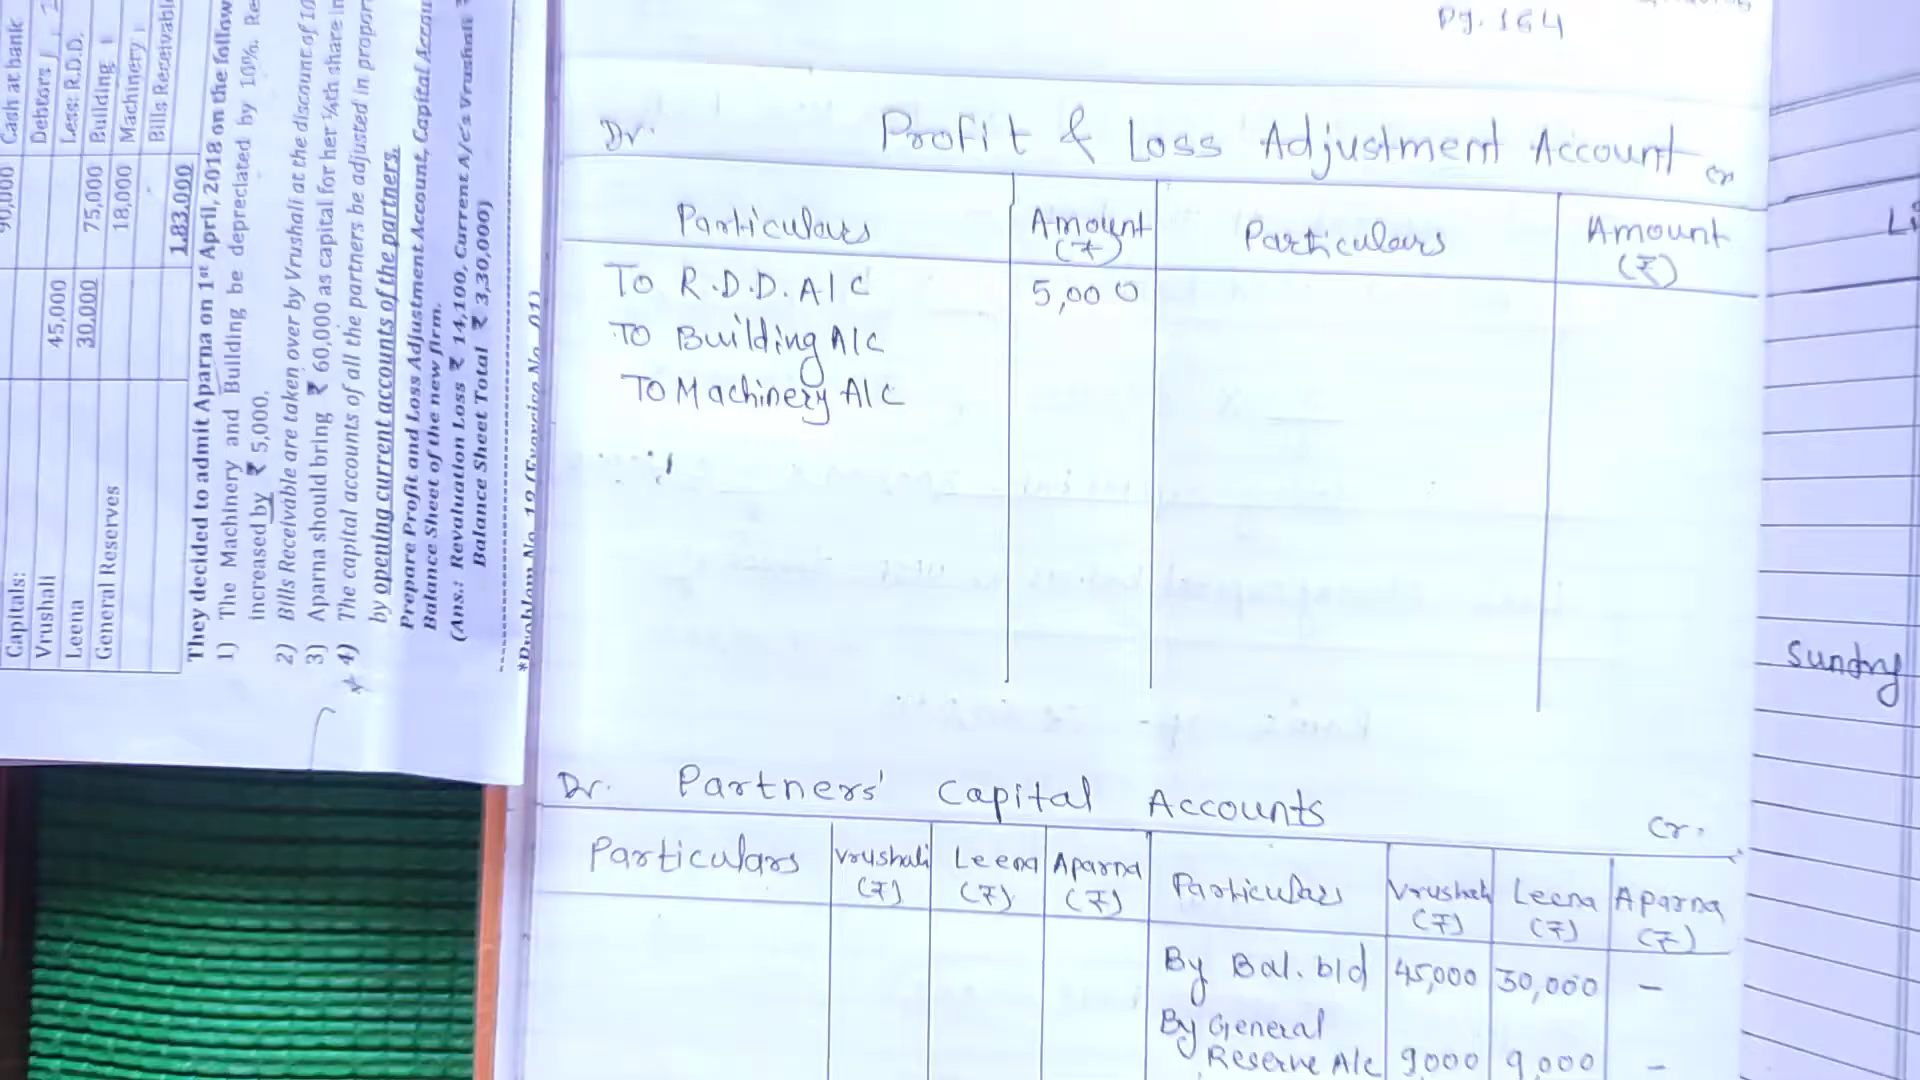 Pg. 164
Dr. Profit & Loss Adjustment Account Cr
Particulars Amount (₹) Particulars Amount (₹)
To R.D.D. A/C 5,000
To Building A/C
To Machinery A/C
Dr. Partners' Capital Accounts Cr.
Particulars Vrushali (₹) Leena (₹) Aparna (₹) Particulars Vrushali (₹) Leena (₹) Aparna (₹)
By Bal. b/d 45,000 30,000 -
By General
Reserve A/c 9,000 9,000 -
Sundry
Capitals: 90,000 Cash at bank
Vrushali 45,000 Debtors
Leena 30,000 Less: R.D.D.
General Reserves 75,000 Building
18,000 Machinery
Bills Receivable
1,83,000
They decided to admit Aparna on 1st April, 2018 on the
1) The Machinery and Building be depreciated by 10%.
increased by ₹ 5,000.
2) Bills Receivable are taken over by Vrushali at the discount of
3) Aparna should bring ₹ 60,000 as capital for her ¼th share in
4) The capital accounts of all the partners be adjusted in
by opening current accounts of the partners.
Prepare Profit and Loss Adjustment Account, Capital
Balance Sheet of the new firm.
(Ans.: Revaluation Loss ₹ 14,100, Current A/c's Vrushali ₹
Balance Sheet Total ₹ 3,30,000)